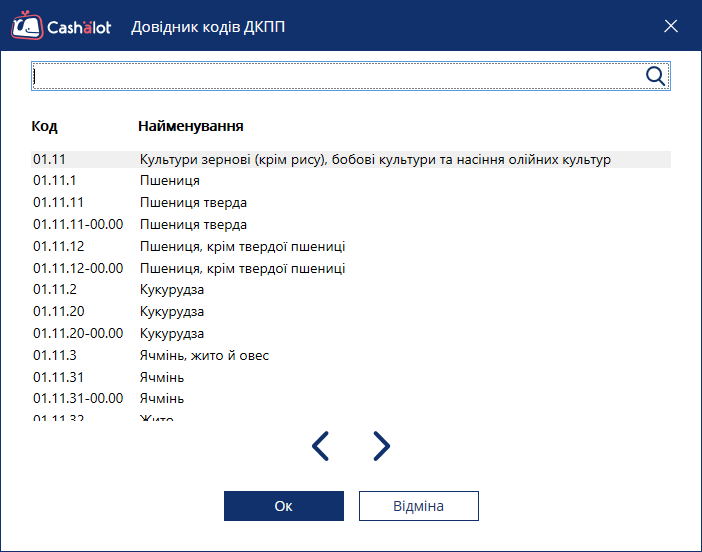 Cashalot Довідник кодів ДКПП
Код Найменування
01.11 Культури зернові (крім рису), бобові культури та насіння олійних культур
01.11.1 Пшениця
01.11.11 Пшениця тверда
01.11.11-00.00 Пшениця тверда
01.11.12 Пшениця, крім твердої пшениці
01.11.12-00.00 Пшениця, крім твердої пшениці
01.11.2 Кукурудза
01.11.20 Кукурудза
01.11.20-00.00 Кукурудза
01.11.3 Ячмінь, жито й овес
01.11.31 Ячмінь
01.11.31-00.00 Ячмінь
01.11.32 Жито
Ок Відміна